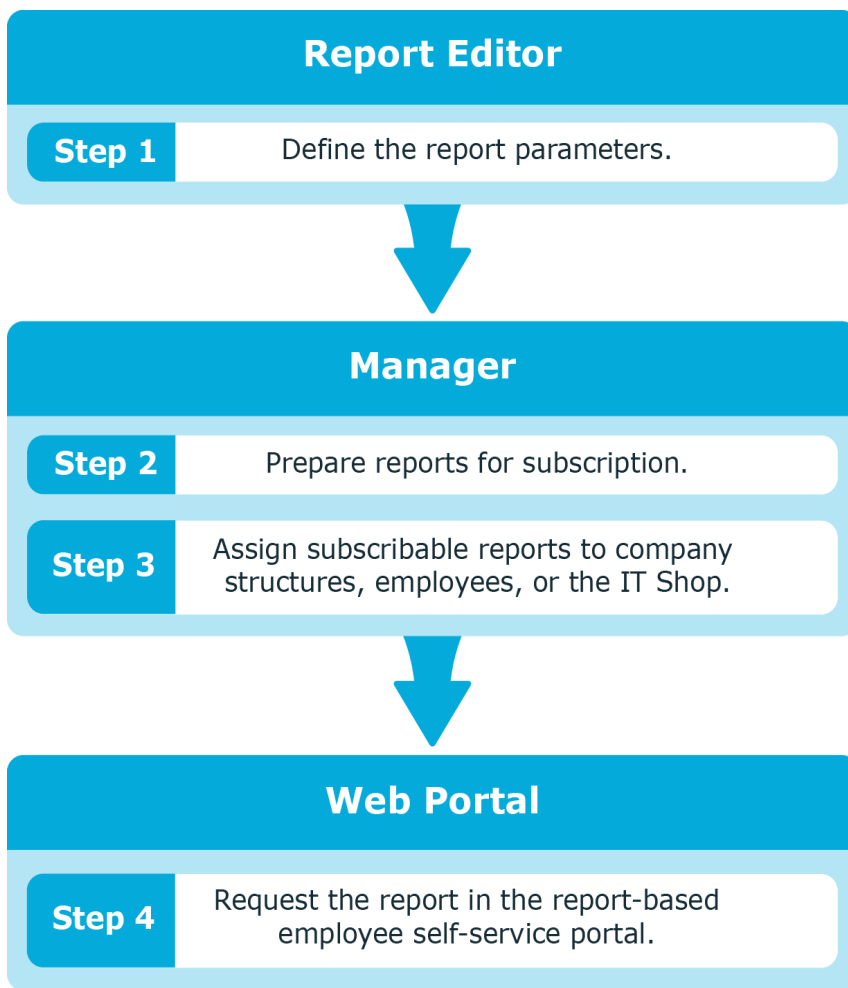 Report Editor
Step 1
Define the report parameters.
Manager
Step 2
Prepare reports for subscription.
Step 3
Assign subscribable reports to company
structures, employees, or the IT Shop.
Web Portal
Step 4
Request the report in the report-based
employee self-service portal.